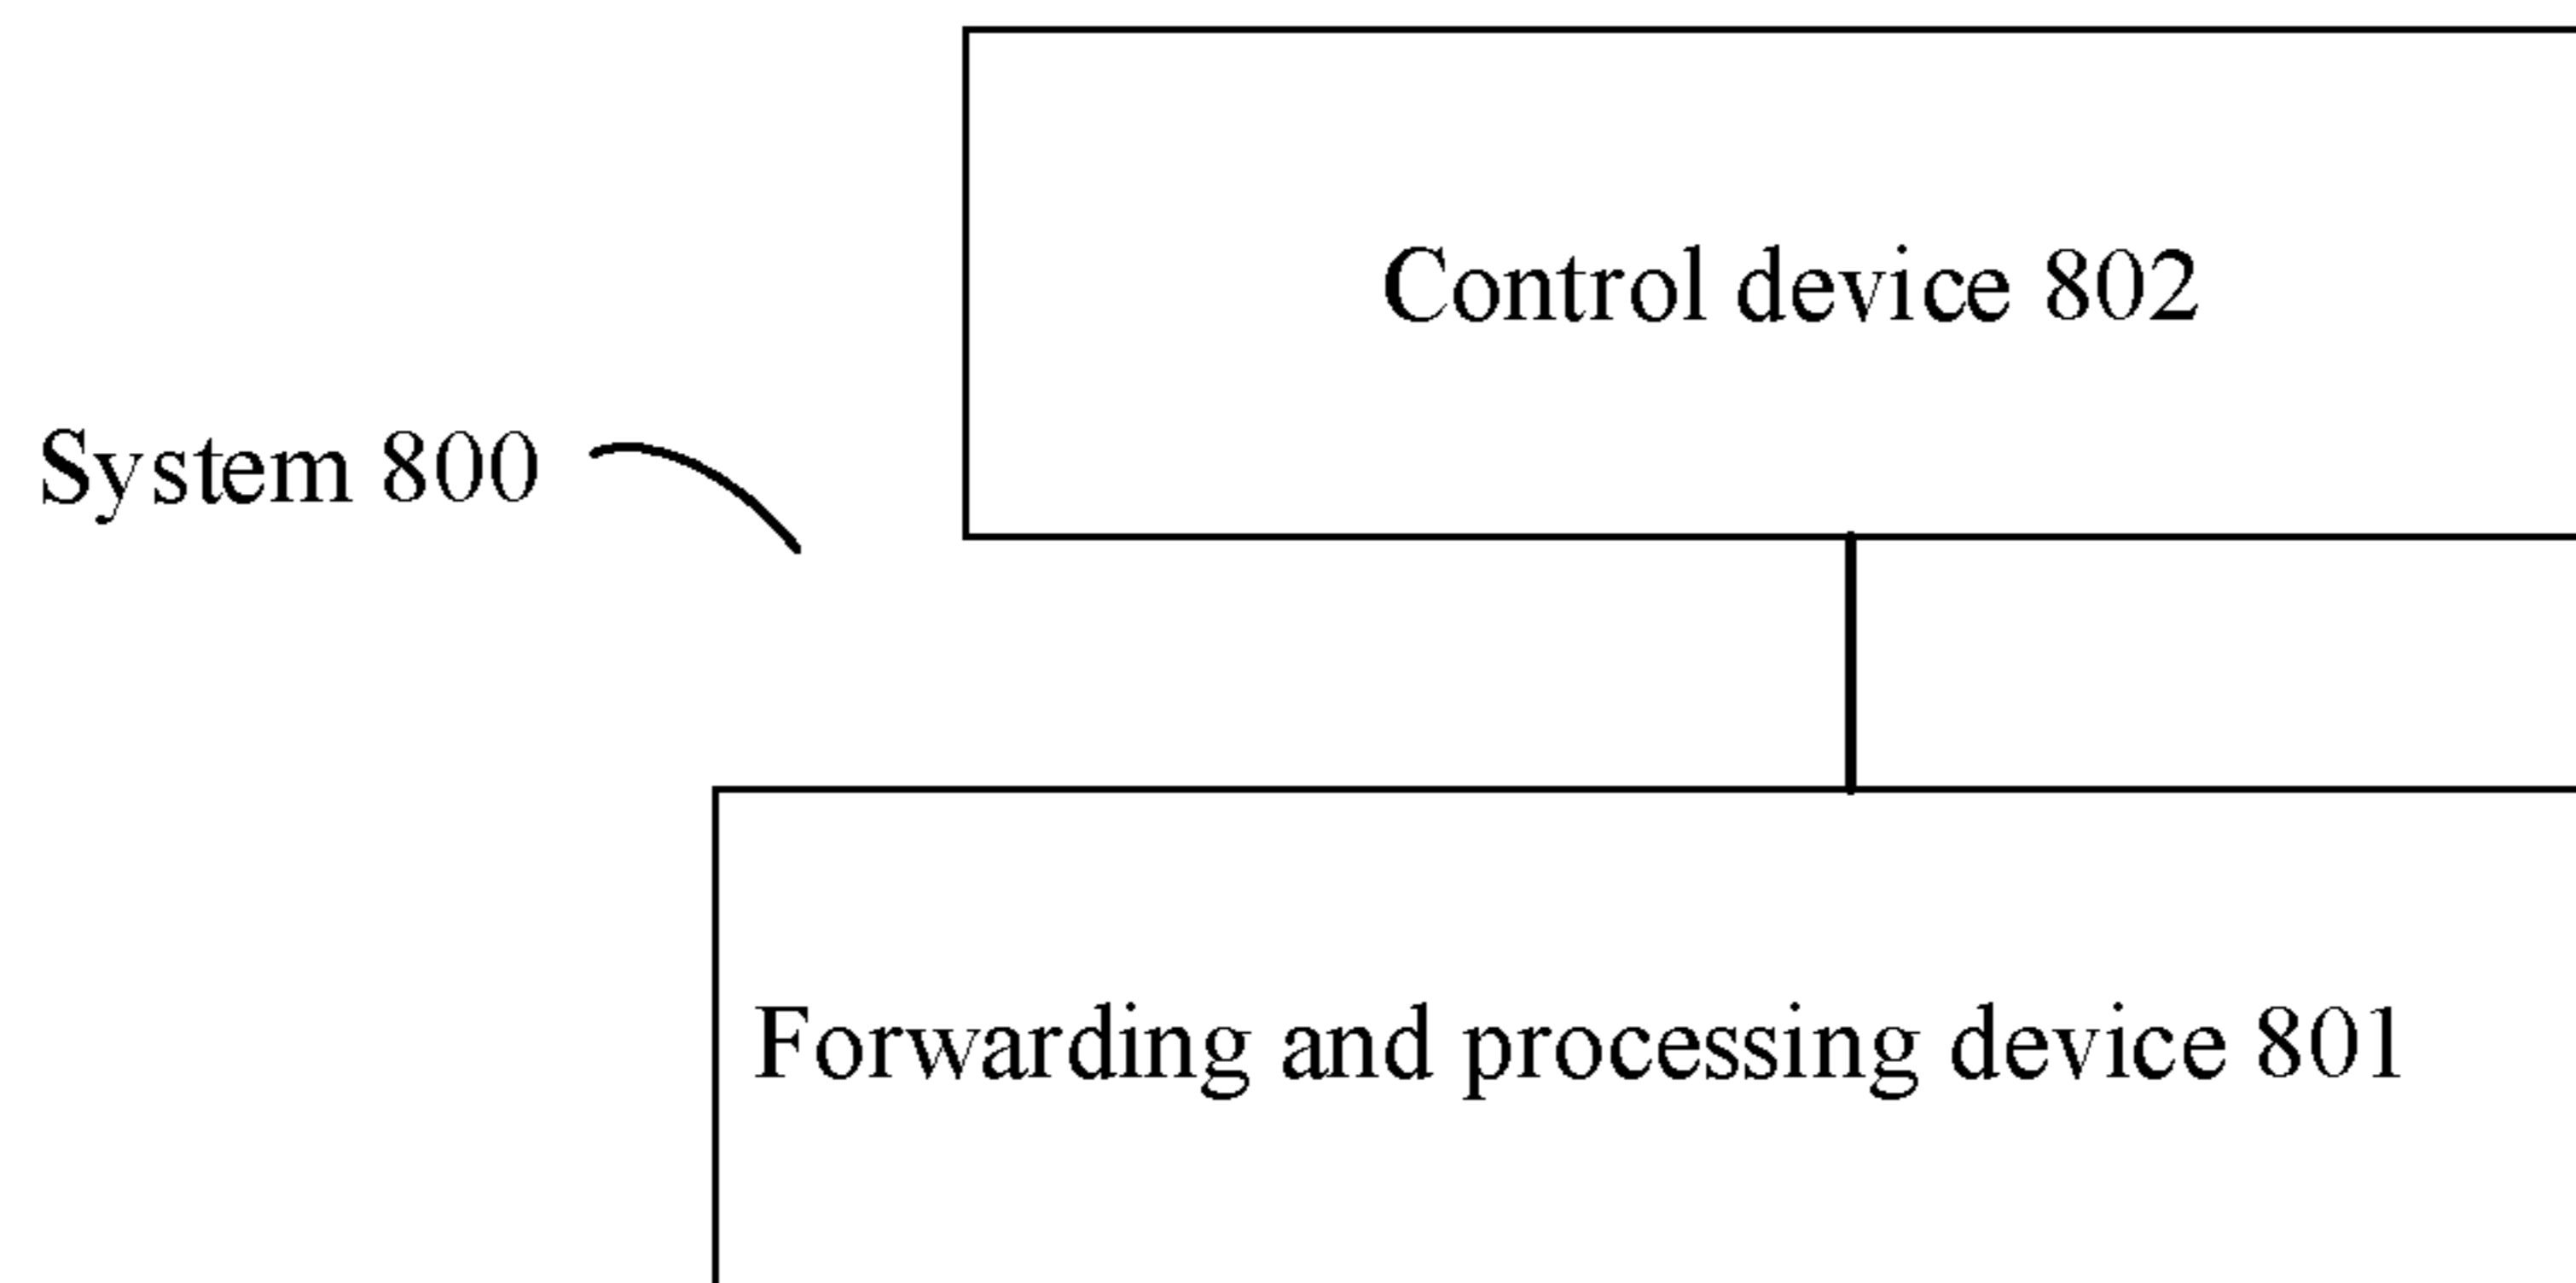 Control device 802
System 800
Forwarding and processing device 801